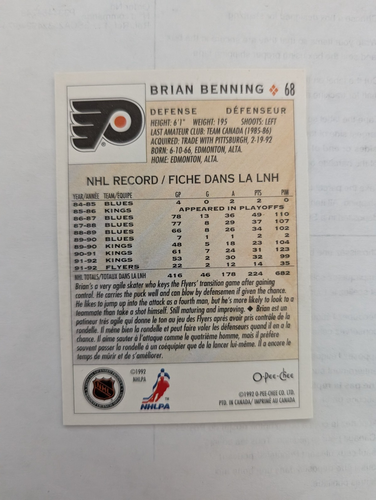 BRIAN BENNING 68
DEFENSE DÉFENSEUR
HEIGHT: 6'1" WEIGHT: 195 SHOOTS: LEFT
LAST AMATEUR CLUB: TEAM CANADA (1985-86)
ACQUIRED: TRADE WITH PITTSBURGH, 2-19-92
BORN: 6-10-66, EDMONTON, ALTA.
HOME: EDMONTON, ALTA.
NHL RECORD / FICHE DANS LA LNH
YEAR/ANNÉE TEAM/ÉQUIPE GP G A PTS PIM
84-85 BLUES 4 0 2 2 0
85-86 KINGS APPEARED IN PLAYOFFS
86-87 BLUES 78 13 36 49 110
87-88 BLUES 77 8 29 37 107
88-89 BLUES 66 8 26 34 102
89-90 BLUES 7 1 1 2 2
89-90 KINGS 48 5 18 23 104
90-91 KINGS 61 7 24 31 123
91-92 KINGS 53 2 30 32 99
91-92 FLYERS 22 2 12 14 35
NHL TOTALS/TOTAUX DANS LA LNH 416 46 178 224 682
Brian's a very agile skater who keys the Flyers' transition game after gaining
control. He carries the puck well and can blow by defensemen if given the chance.
He likes to jump up into the attack as a fourth man, but he's more likely to look to a
teammate than take a shot himself. Still maturing and improving. ◆ Brian est un
patineur très agile qui donne le ton au jeu des Flyers après avoir pris contrôle de la
rondelle. Il mène bien la rondelle et peut faire voler les défenseurs quand il en a la
chance. Il aime sauter à l'attaque comme le quatrième homme, mais il préfère
souvent passer la rondelle à un coéquipier que de la lancer lui-même. Il a encore le
temps de mûrir et de s'améliorer.
NHL
©1992
NHLPA
NHLPA
O-PEE-CHEE
©1992 O-PEE-CHEE CO. LTD.
PTD. IN CANADA/ IMPRIMÉ AU CANADA